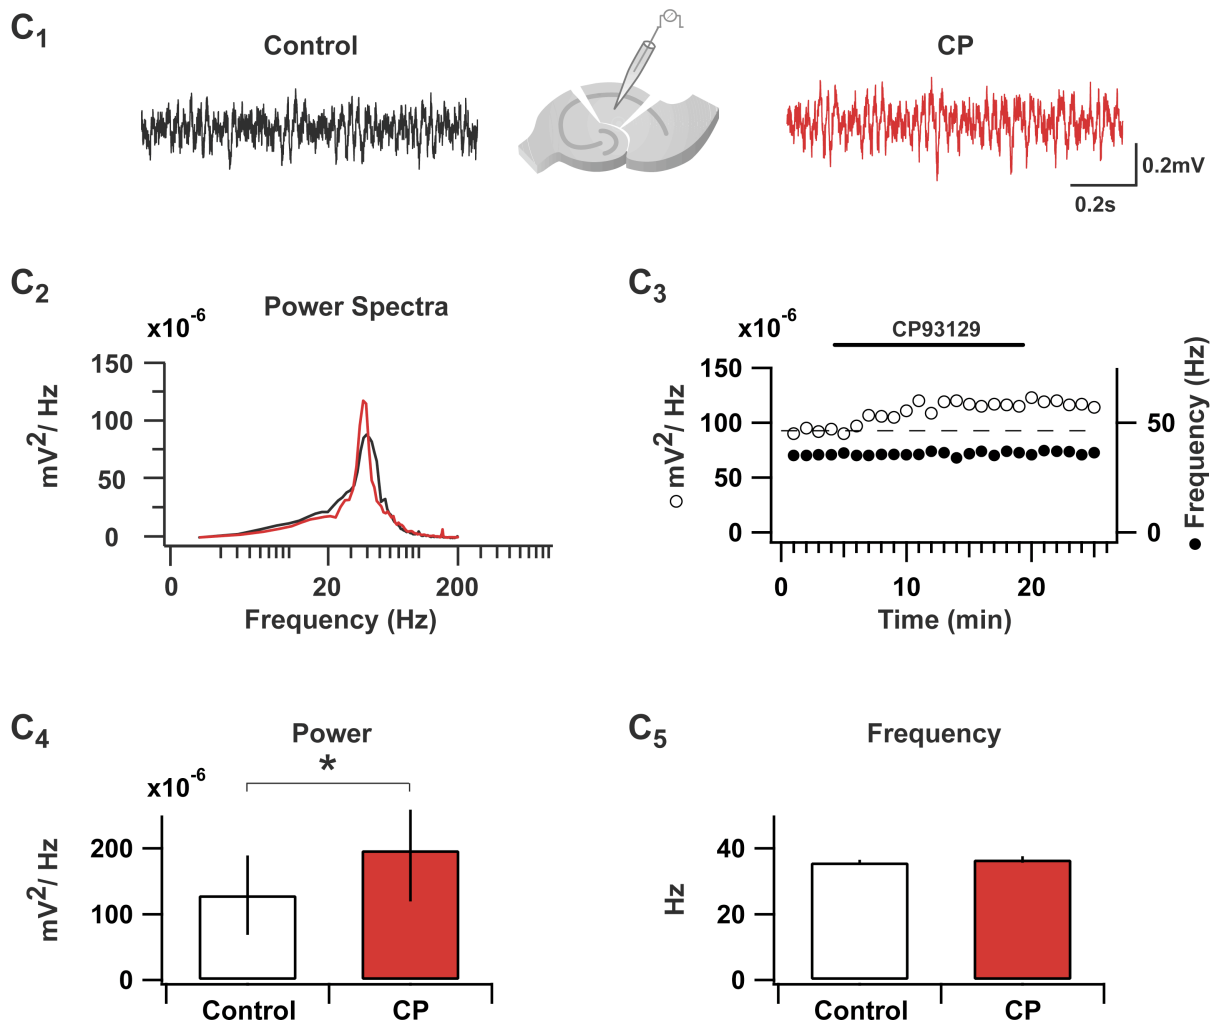 C1
Control
CP
0.2mV
0.2s
C2
Power Spectra
x10-6
150
100
50
0
mV2/ Hz
0 20 200
Frequency (Hz)
C3
x10-6
CP93129
150
100
50
0
○ mV2/ Hz
50
0
● Frequency (Hz)
0 10 20
Time (min)
C4
Power
*
x10-6
200
100
0
mV2/ Hz
Control CP
C5
Frequency
40
20
0
Hz
Control CP